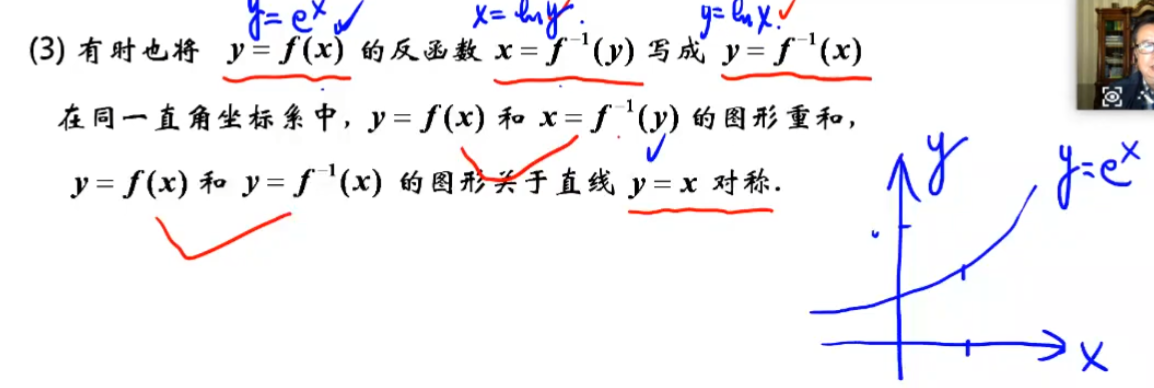 y=eˣ x=ln y. y=ln x.
(3) 有时也将 y = f(x) 的反函数 x = f⁻¹(y) 写成 y = f⁻¹(x)
在同一直角坐标系中, y = f(x) 和 x = f⁻¹(y) 的图形重和,
y = f(x) 和 y = f⁻¹(x) 的图形关于直线 y = x 对称.
y y=eˣ
x